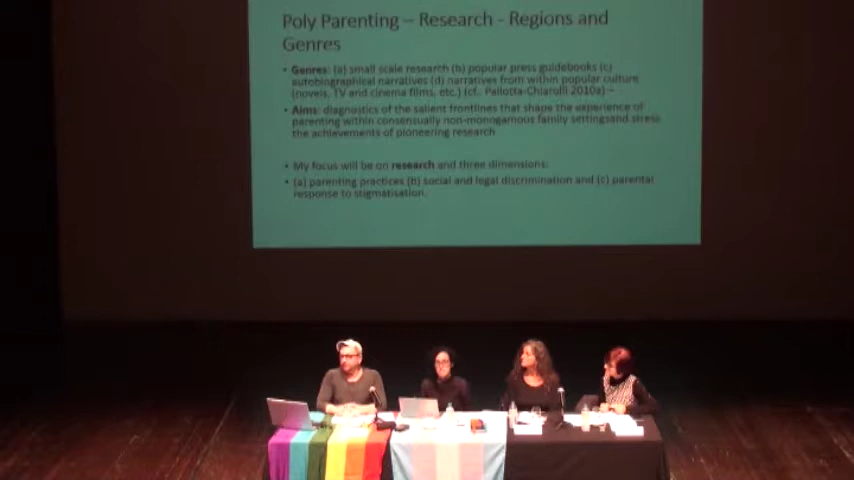 Poly Parenting – Research - Regions and
Genres
• Genres: (a) small scale research (b) popular press guidebooks (c)
autobiographical narratives (d) narratives from within popular culture
(novels, TV and cinema films, etc.) (cf. Pallotta-Chiarolli 2010a) –
• Aims: diagnostics of the salient frontlines that shape the experience of
parenting within consensually non-monogamous family settingsand stress
the achievements of pioneering research
• My focus will be on research and three dimensions:
• (a) parenting practices (b) social and legal discrimination and (c) parental
response to stigmatisation.